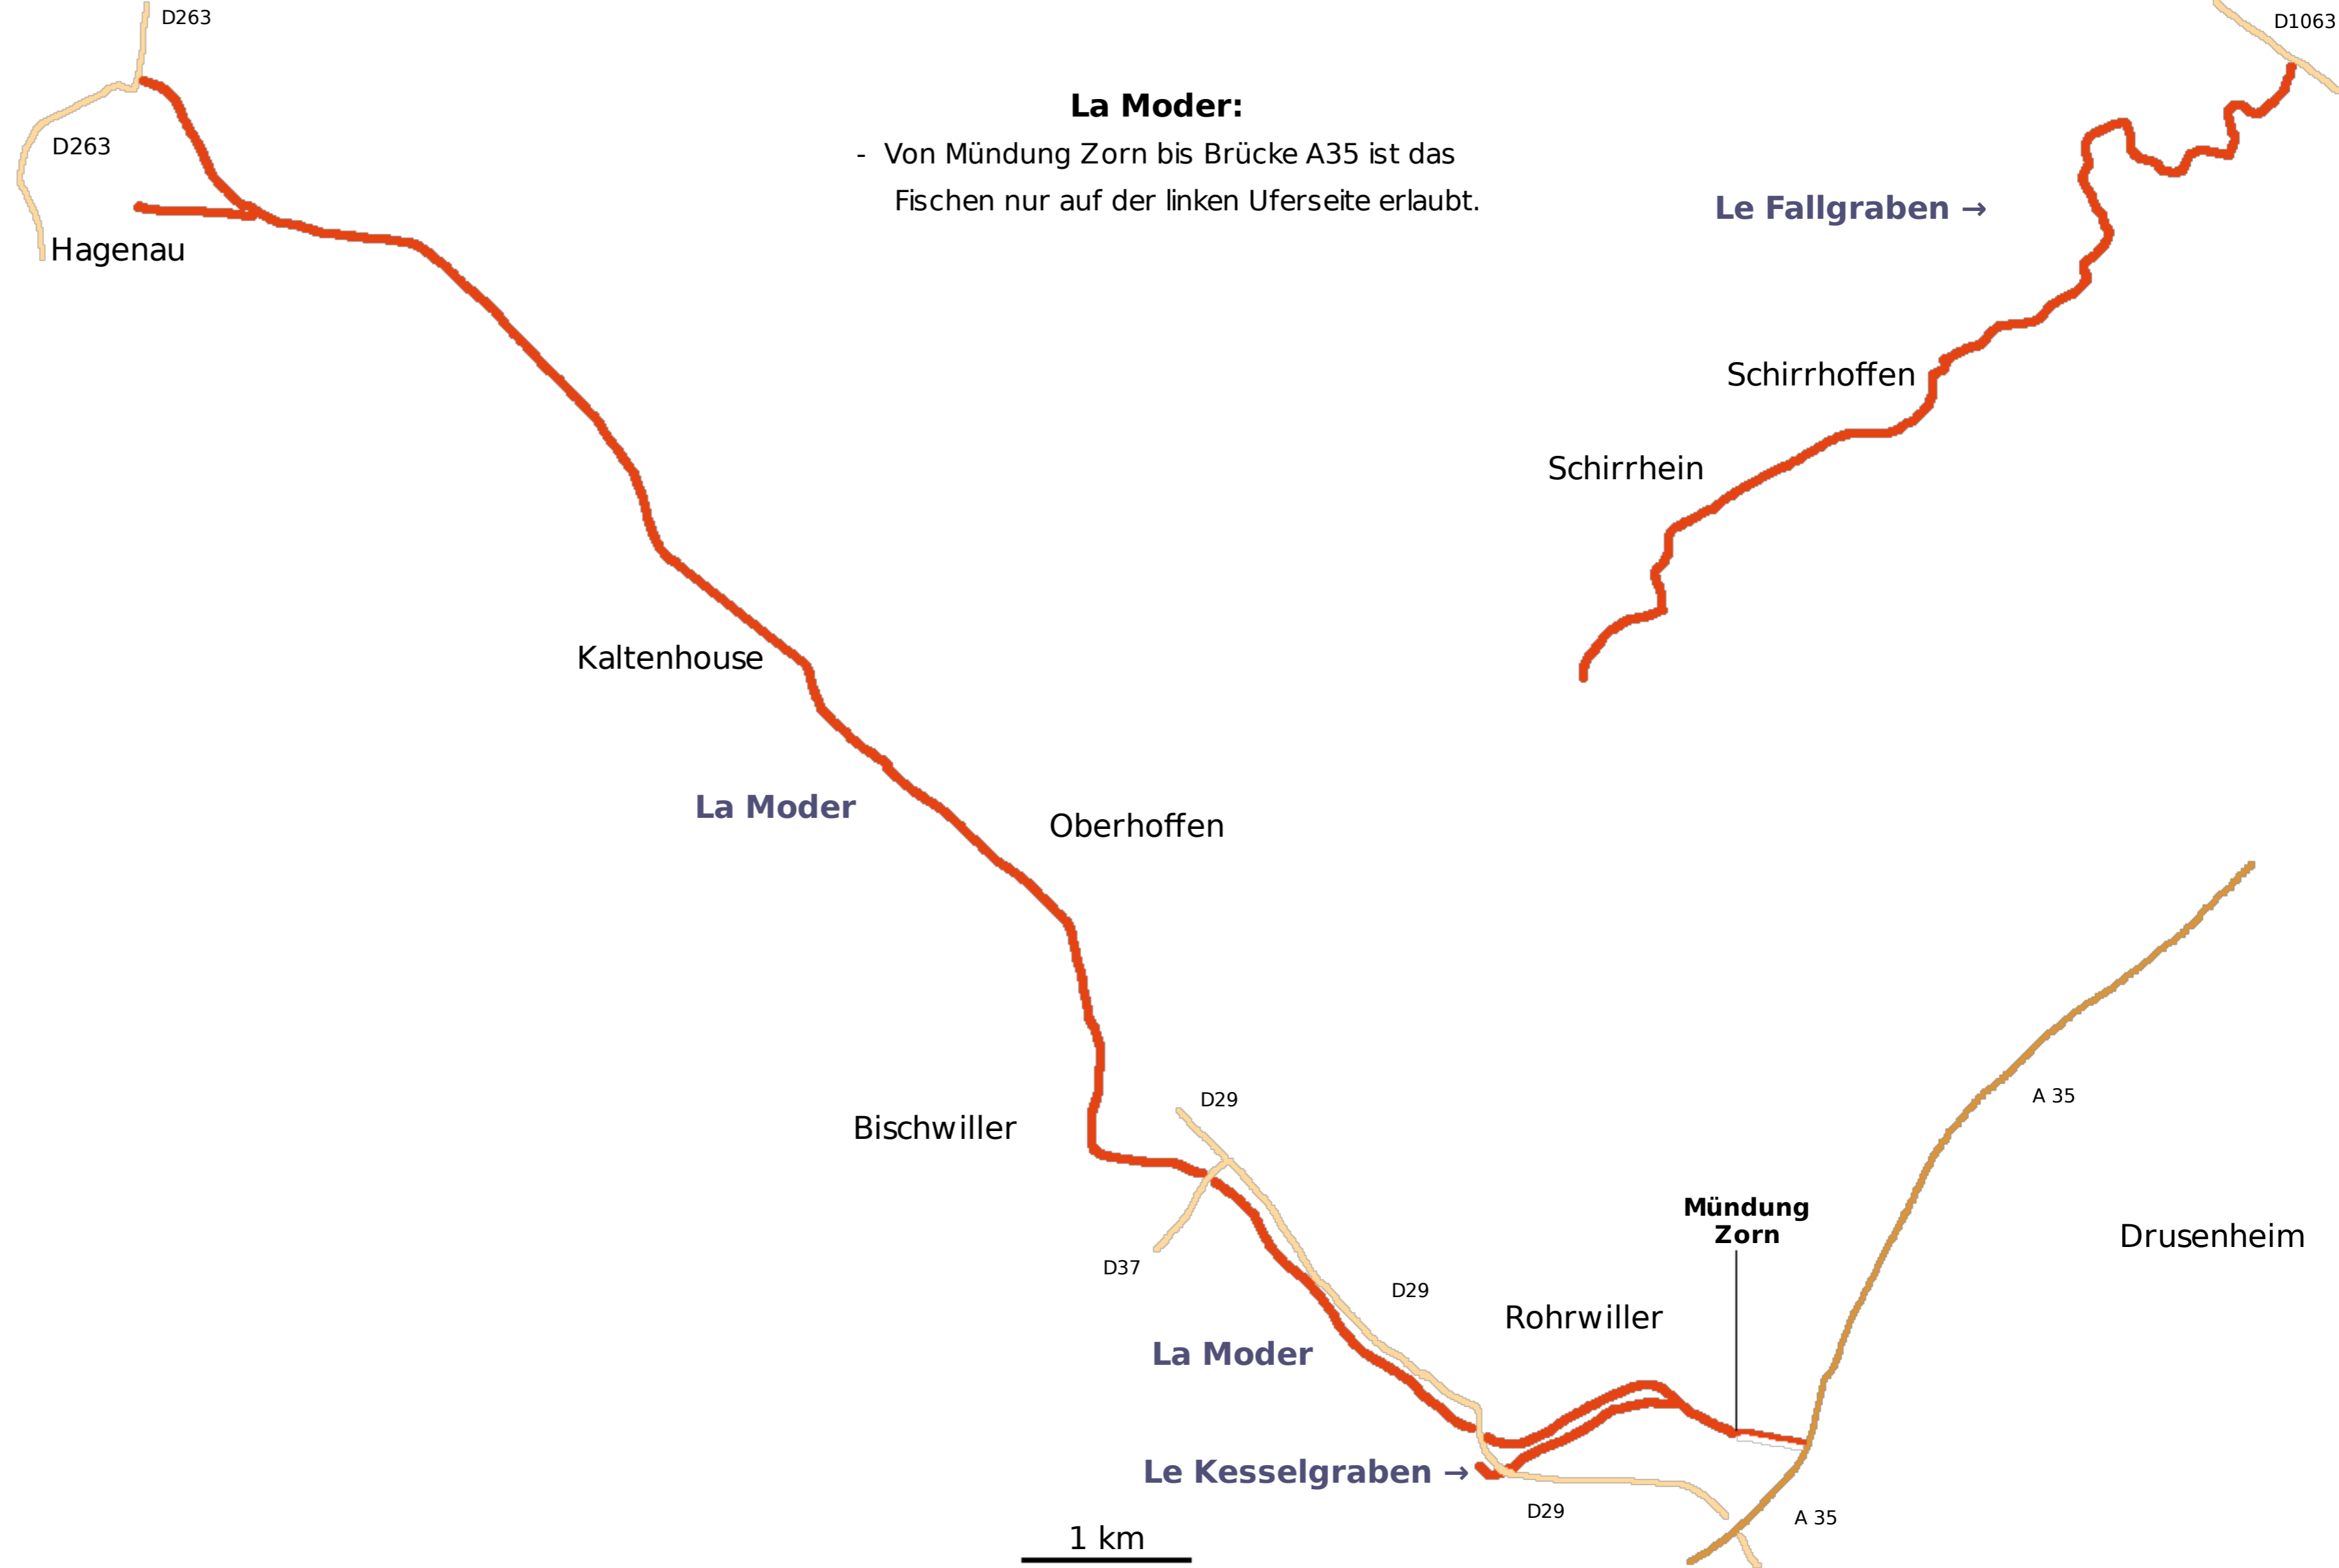 D263
D1063
La Moder:
D263
- Von Mündung Zorn bis Brücke A35 ist das
Fischen nur auf der linken Uferseite erlaubt.
Le Fallgraben →
Hagenau
Schirrhoffen
Schirrhein
Kaltenhouse
La Moder
Oberhoffen
A 35
D29
Bischwiller
Mündung
Zorn
Drusenheim
D37
D29
Rohrwiller
La Moder
Le Kesselgraben →
D29
A 35
1 km